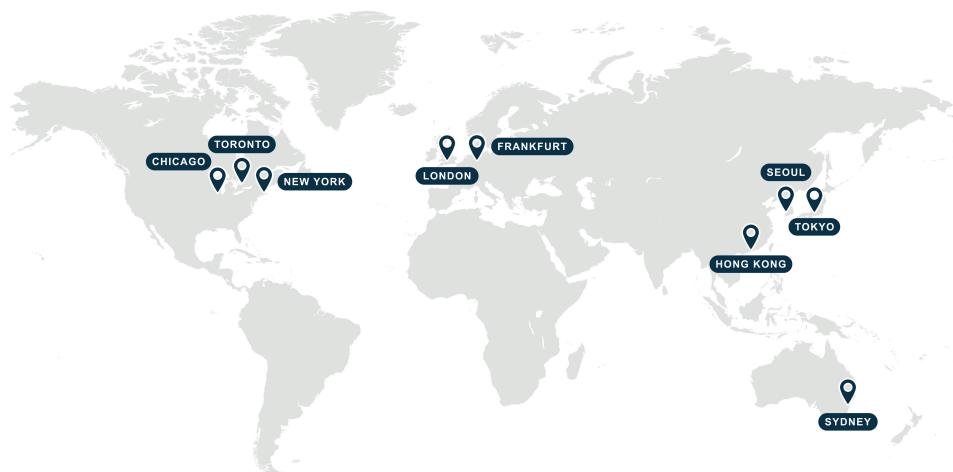 TORONTO
CHICAGO
NEW YORK
FRANKFURT
LONDON
SEOUL
TOKYO
HONG KONG
SYDNEY